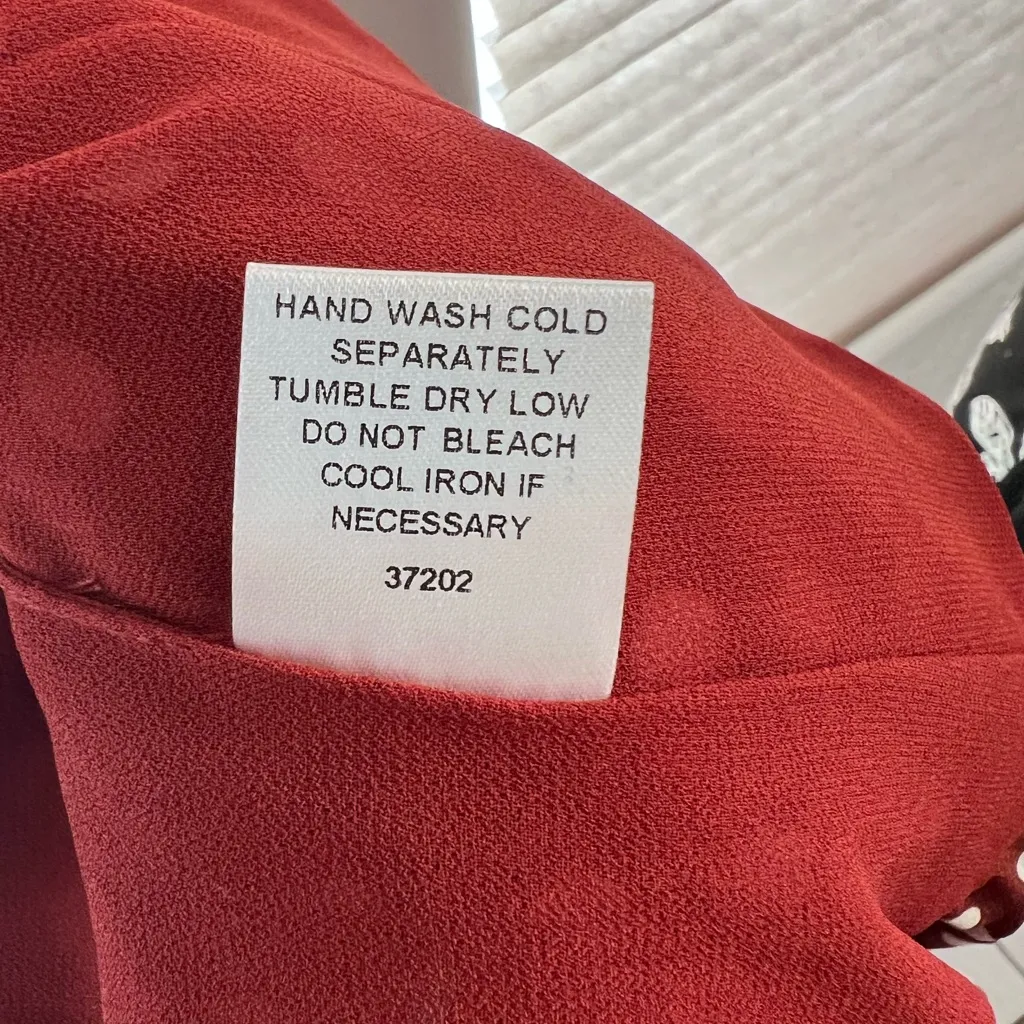 HAND WASH COLD
SEPARATELY
TUMBLE DRY LOW
DO NOT BLEACH
COOL IRON IF
NECESSARY
37202